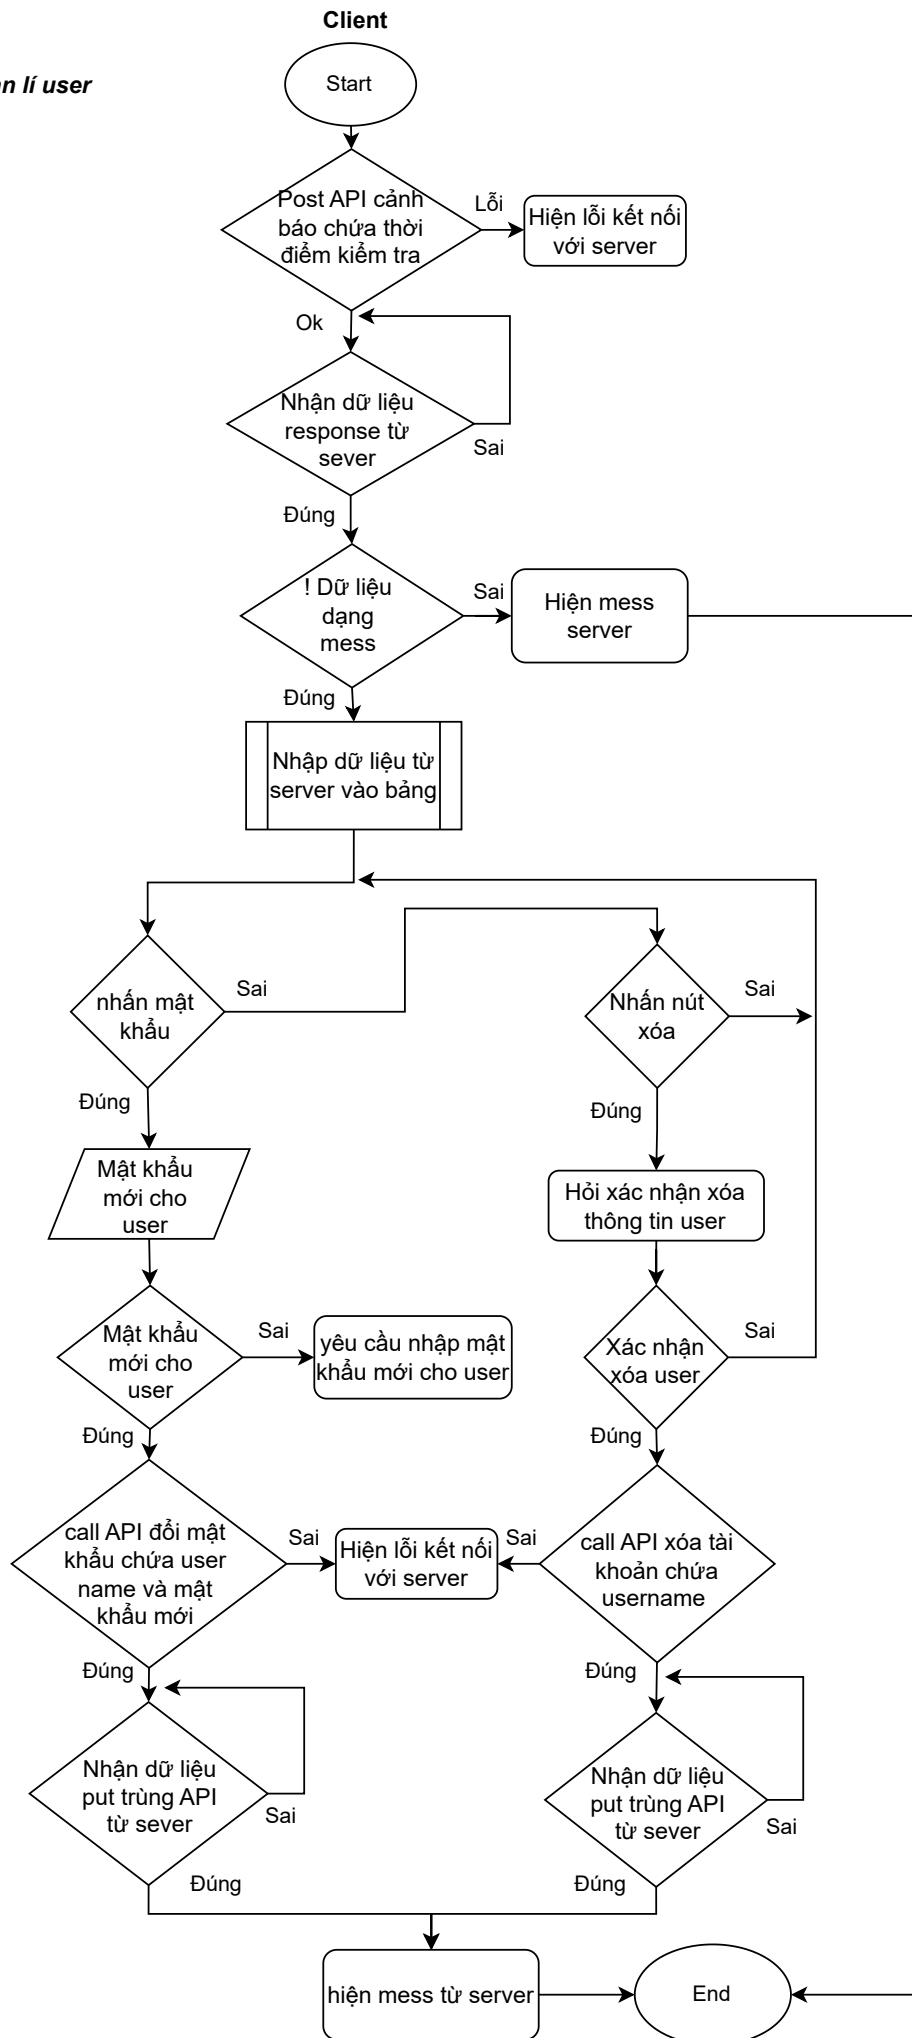 Client
n lí user
Start
Post API cảnh
báo chứa thời
điểm kiểm tra
Lỗi
Hiện lỗi kết nối
với server
Ok
Nhận dữ liệu
response từ
sever
Sai
Đúng
! Dữ liệu
dạng
mess
Sai
Hiện mess
server
Đúng
Nhập dữ liệu từ
server vào bảng
nhấn mật
khẩu
Sai
Nhấn nút
xóa
Sai
Đúng
Đúng
Mật khẩu
mới cho
user
Hỏi xác nhận xóa
thông tin user
Mật khẩu
mới cho
user
Sai
yêu cầu nhập mật
khẩu mới cho user
Xác nhận
xóa user
Sai
Đúng
Đúng
call API đổi mật
khẩu chứa user
name và mật
khẩu mới
Sai
Hiện lỗi kết nối
với server
Sai
call API xóa tài
khoản chứa
username
Đúng
Đúng
Nhận dữ liệu
put trùng API
từ sever
Sai
Nhận dữ liệu
put trùng API
từ sever
Sai
Đúng
Đúng
hiện mess từ server
End